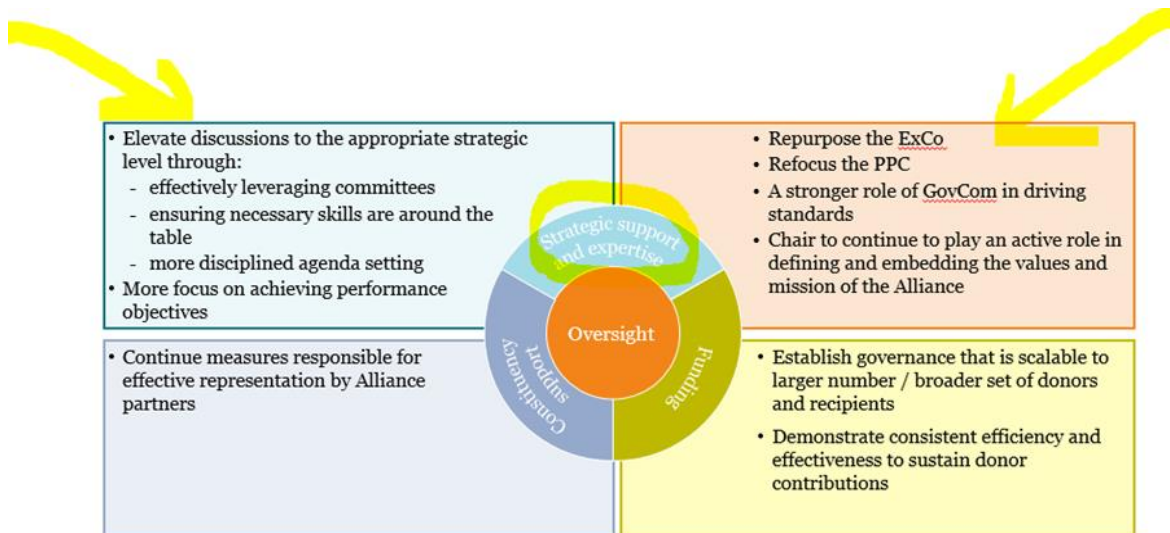 • Elevate discussions to the appropriate strategic
level through:
- effectively leveraging committees
- ensuring necessary skills are around the
table
- more disciplined agenda setting
• More focus on achieving performance
objectives
• Repurpose the ExCo
• Refocus the PPC
• A stronger role of GovCom in driving
standards
• Chair to continue to play an active role in
defining and embedding the values and
mission of the Alliance
Strategic support
and expertise
Oversight
Constituency
support
Funding
• Continue measures responsible for
effective representation by Alliance
partners
• Establish governance that is scalable to
larger number / broader set of donors
and recipients
• Demonstrate consistent efficiency and
effectiveness to sustain donor
contributions